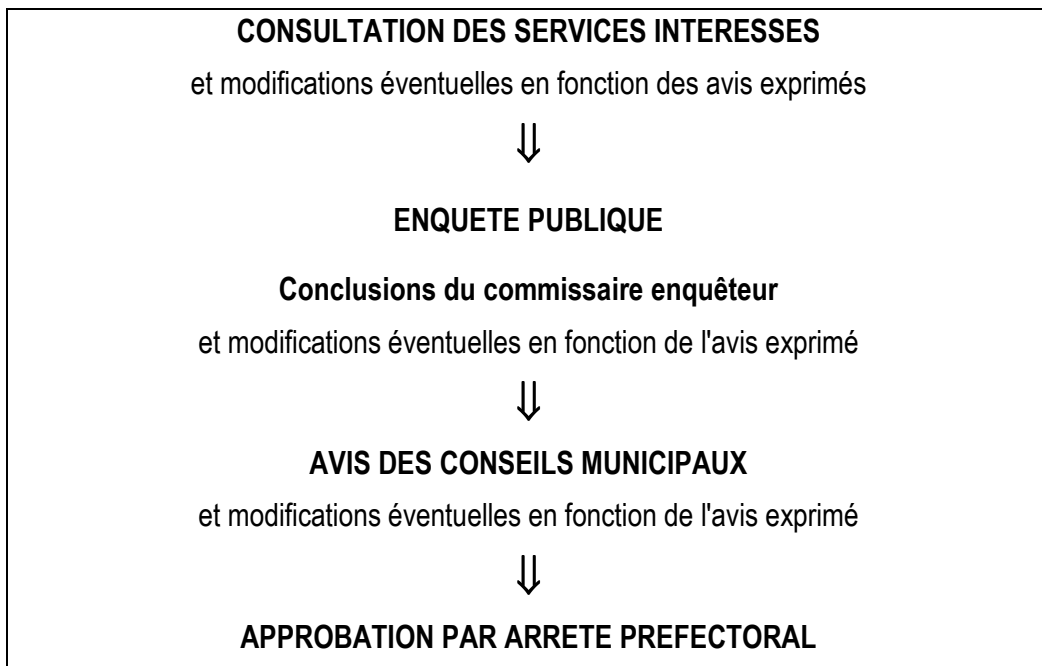 CONSULTATION DES SERVICES INTERESSES
et modifications éventuelles en fonction des avis exprimés
⇓
ENQUETE PUBLIQUE
Conclusions du commissaire enquêteur
et modifications éventuelles en fonction de l'avis exprimé
⇓
AVIS DES CONSEILS MUNICIPAUX
et modifications éventuelles en fonction de l'avis exprimé
⇓
APPROBATION PAR ARRETE PREFECTORAL